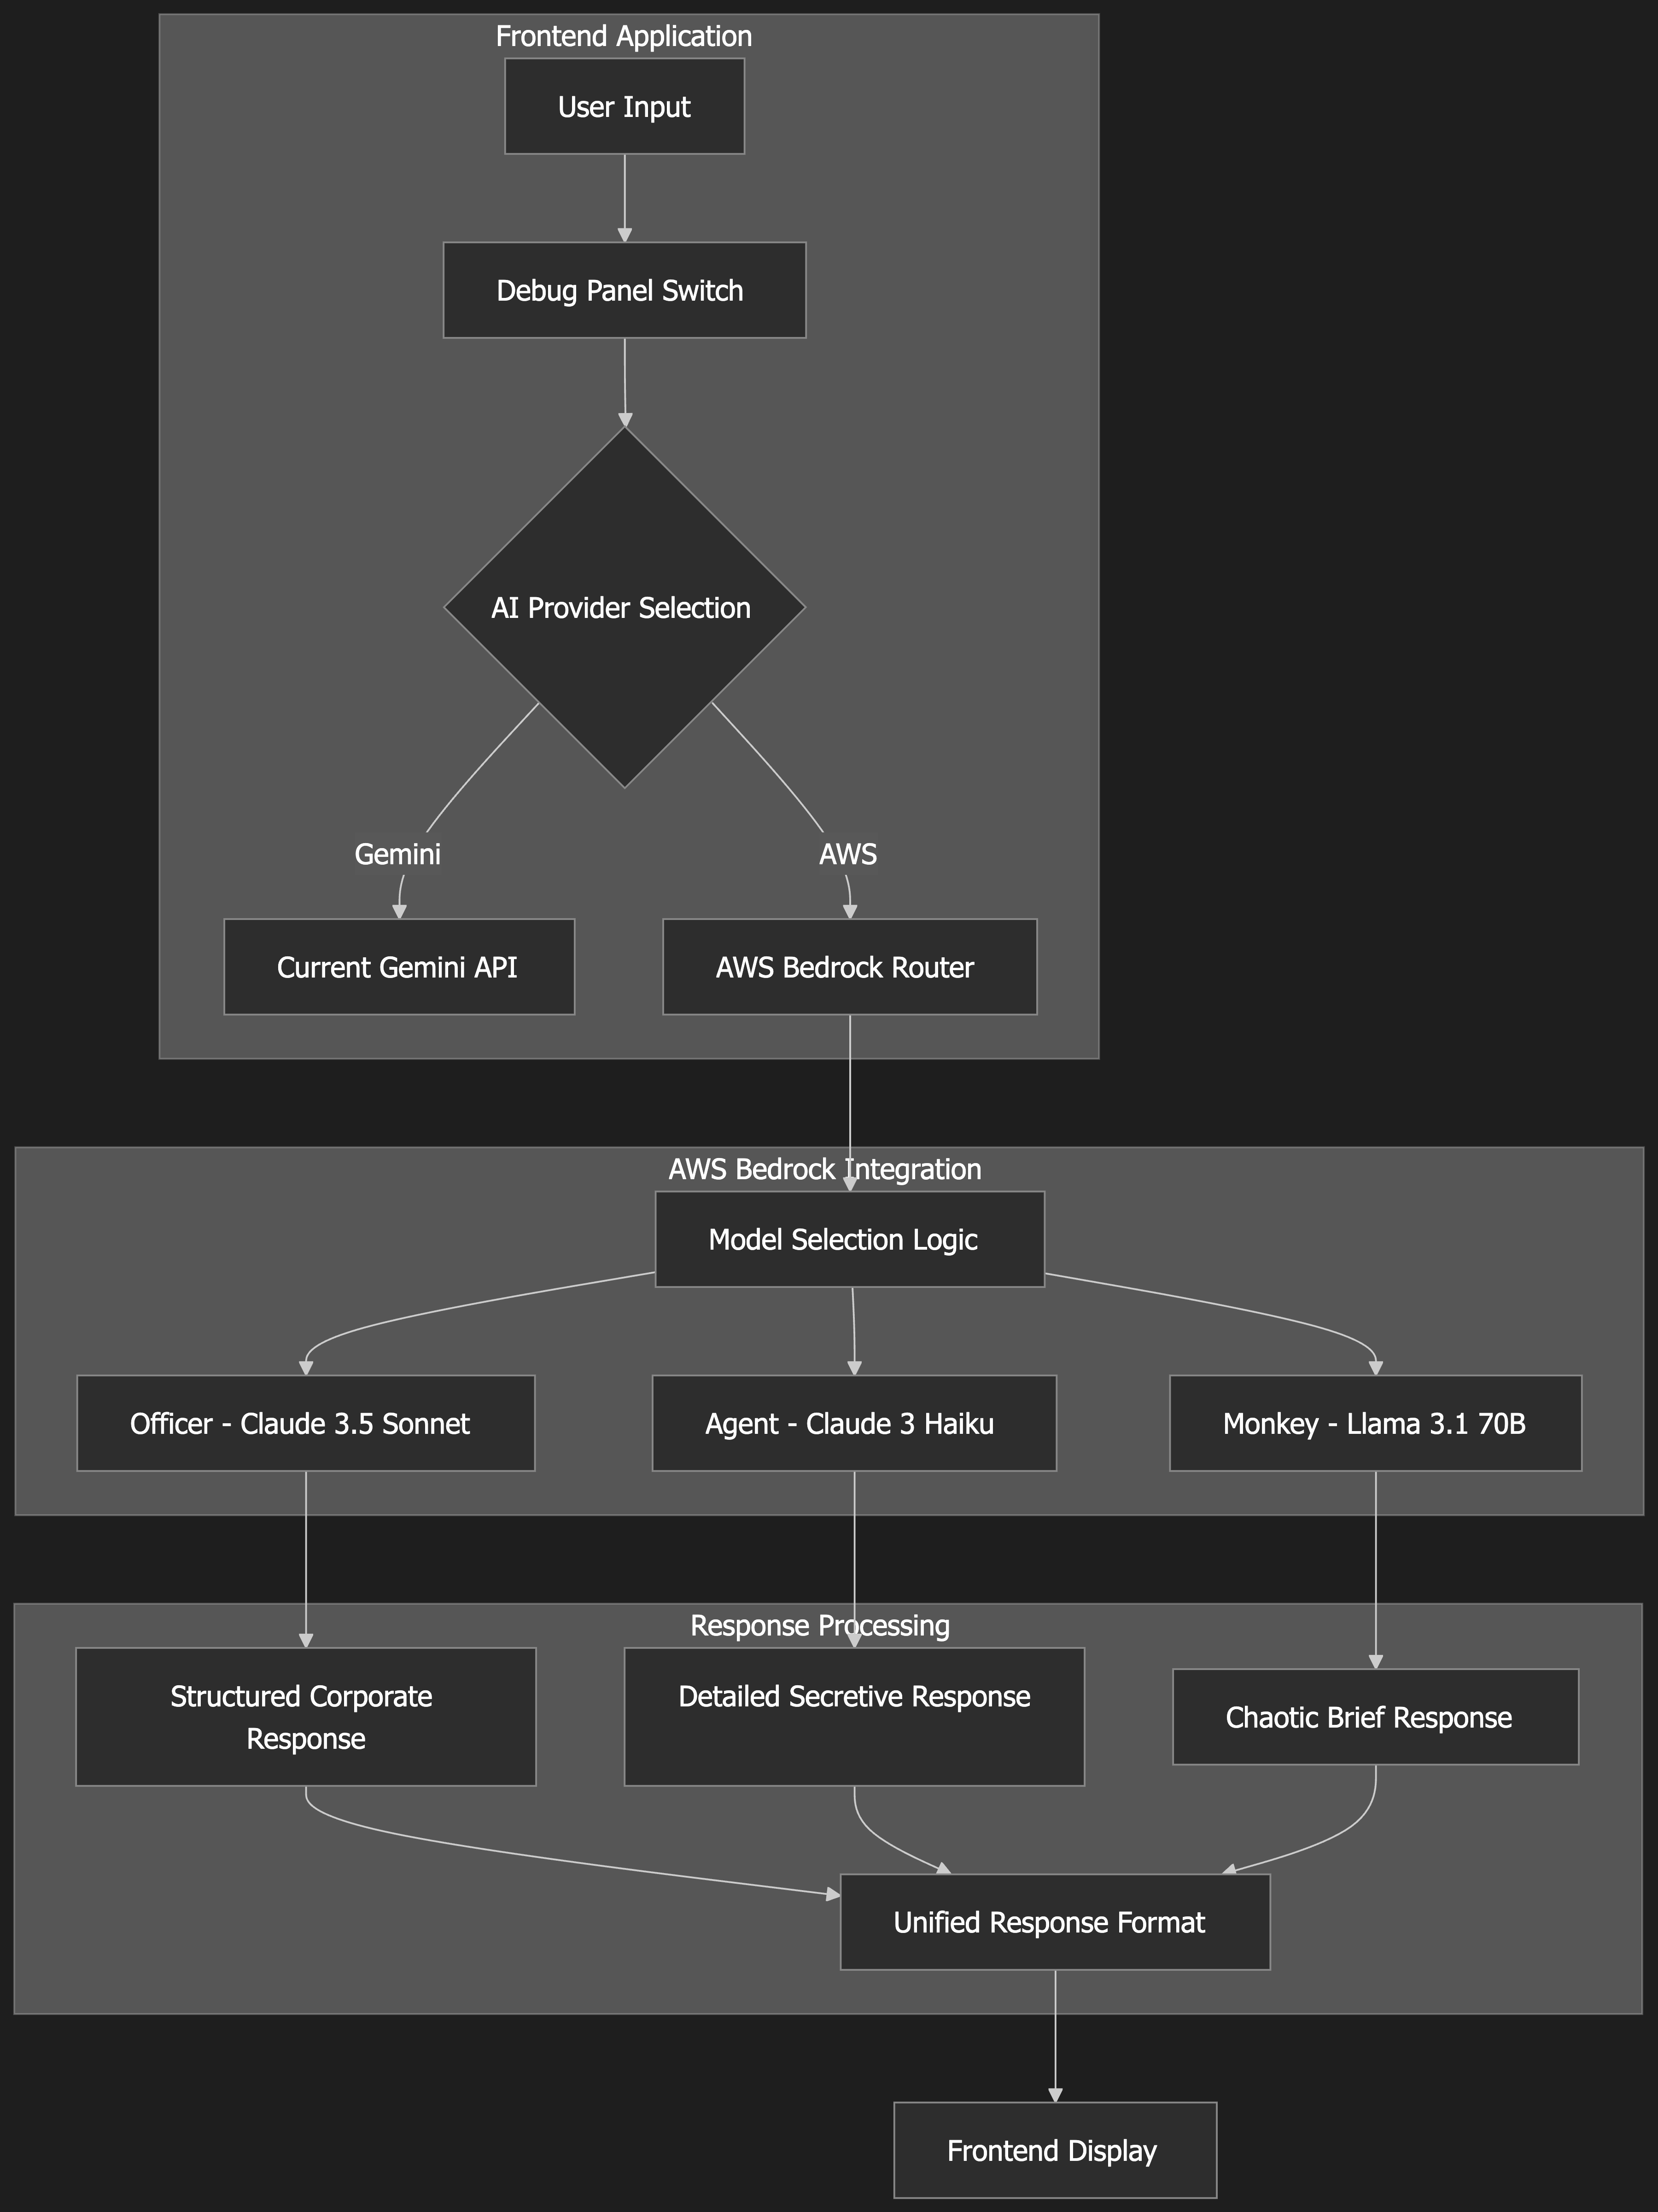 Frontend Application
User Input
Debug Panel Switch
AI Provider Selection
Gemini
AWS
Current Gemini API
AWS Bedrock Router
AWS Bedrock Integration
Model Selection Logic
Officer - Claude 3.5 Sonnet
Agent - Claude 3 Haiku
Monkey - Llama 3.1 70B
Response Processing
Structured Corporate
Response
Detailed Secretive Response
Chaotic Brief Response
Unified Response Format
Frontend Display